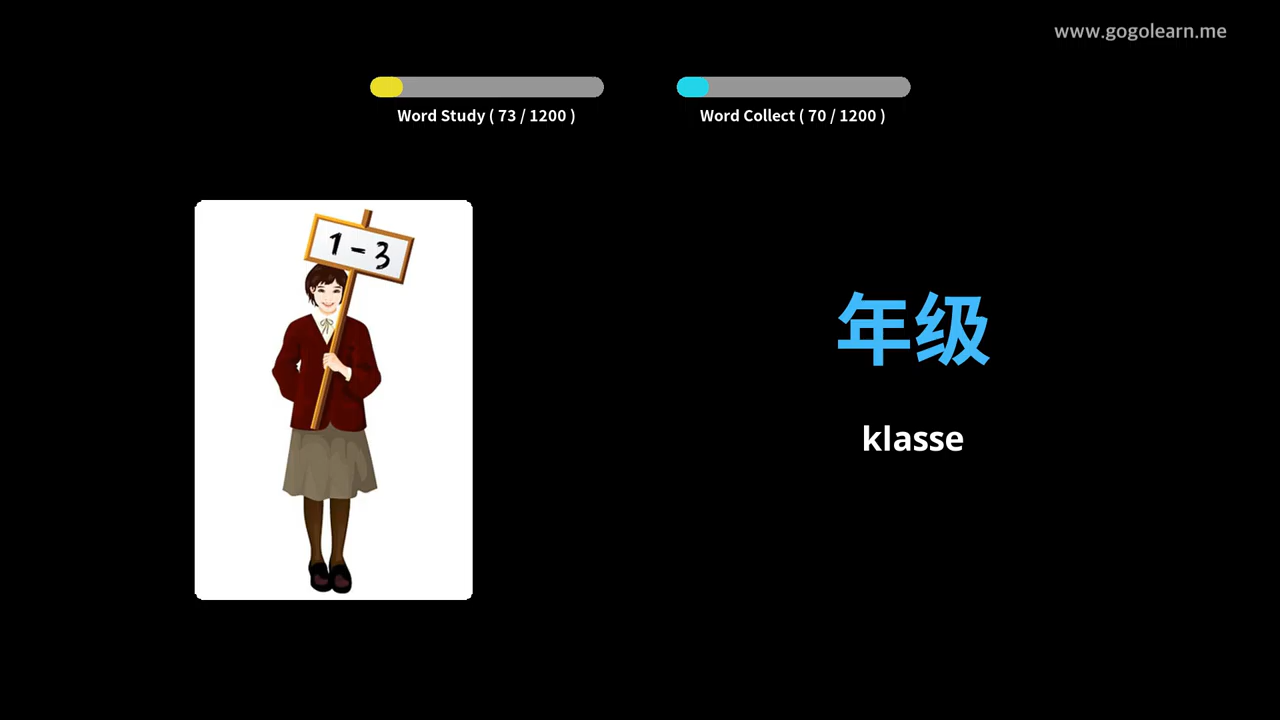 www.gogolearn.me
Word Study ( 73 / 1200 )
Word Collect ( 70 / 1200 )
1 - 3
年级
klasse